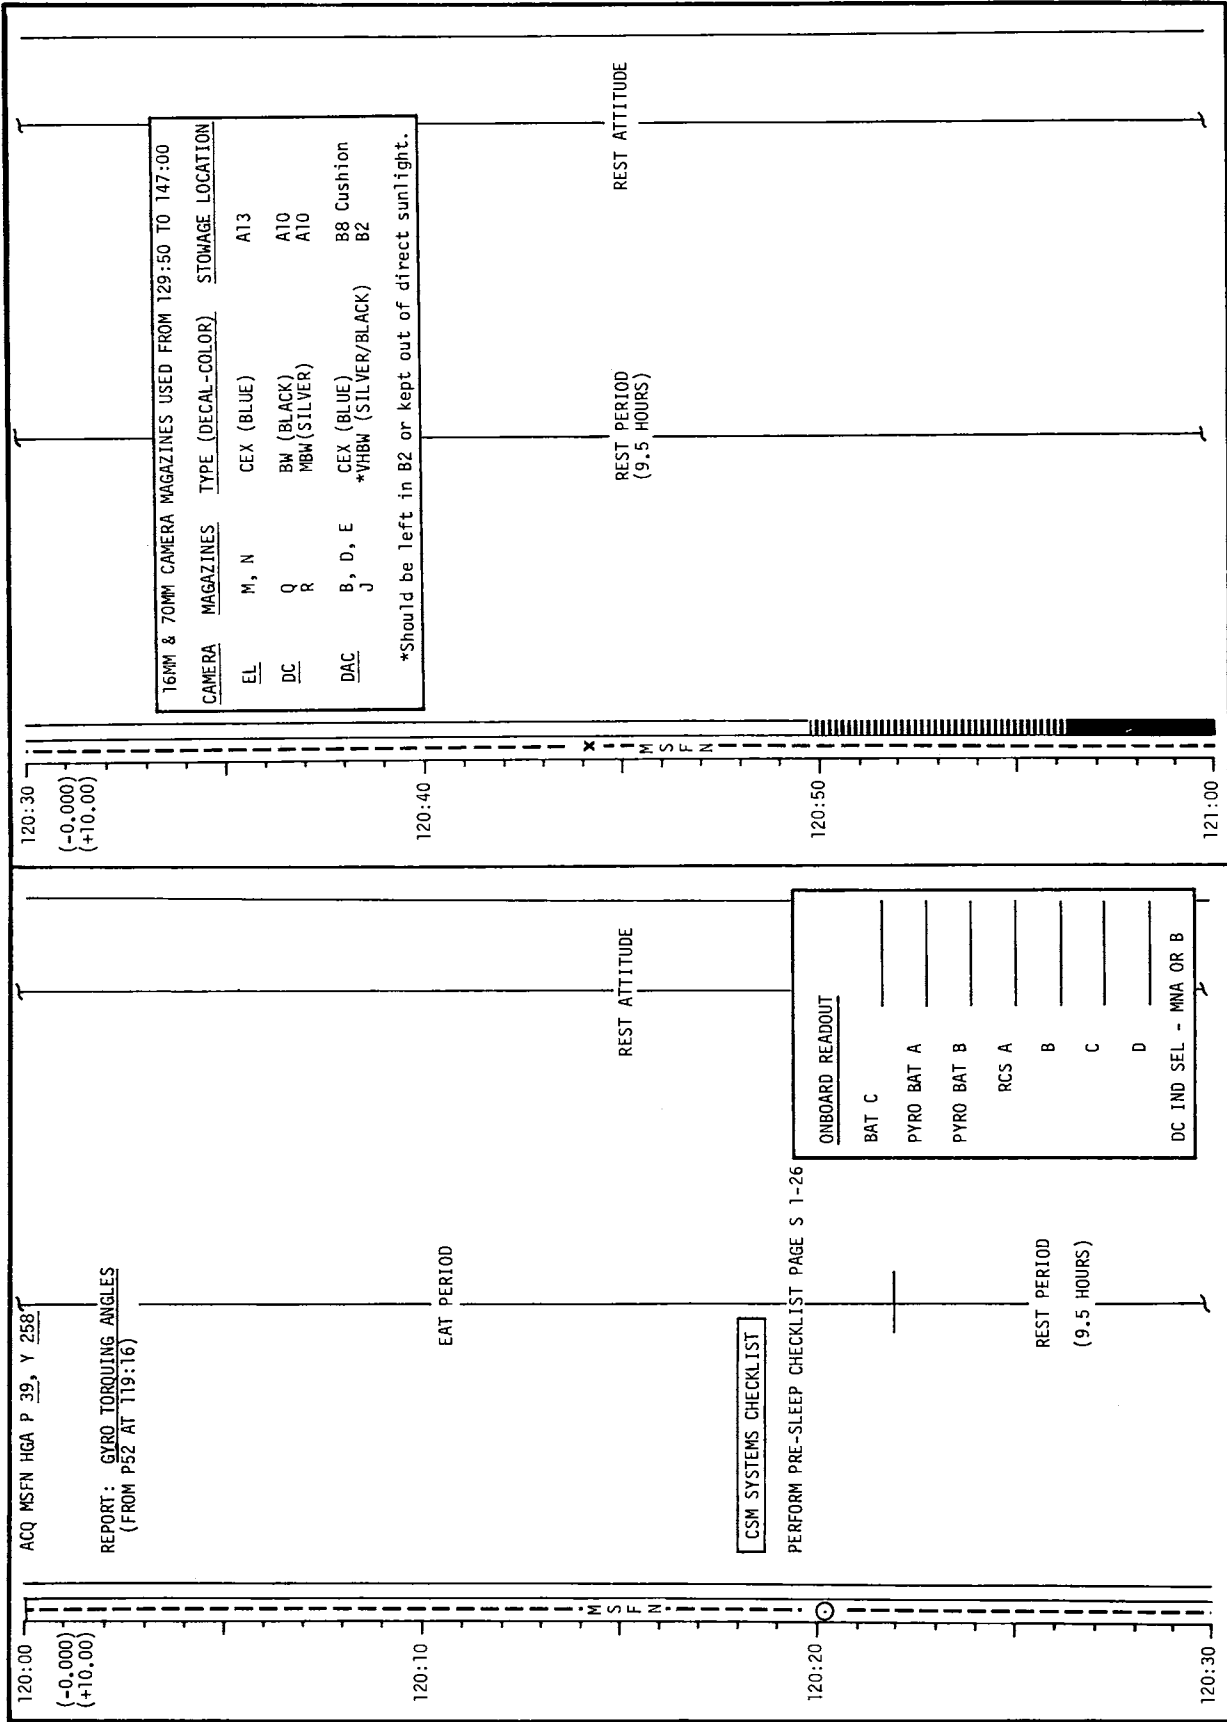 120:00
(-0.000)
(+10.00)
120:10
120:20
120:30
MSFN
ACQ MSFN HGA P 39, Y 258
REPORT: GYRO TORQUING ANGLES
(FROM P52 AT 119:16)
EAT PERIOD
CSM SYSTEMS CHECKLIST
PERFORM PRE-SLEEP CHECKLIST PAGE S 1-26
REST PERIOD
(9.5 HOURS)
REST ATTITUDE
ONBOARD READOUT
BAT C
PYRO BAT A
PYRO BAT B
RCS A
B
C
D
DC IND SEL - MNA OR B
120:30
(-0.000)
(+10.00)
120:40
120:50
121:00
X
MSFN
16MM & 70MM CAMERA MAGAZINES USED FROM 129:50 TO 147:00
CAMERA MAGAZINES TYPE (DECAL-COLOR) STOWAGE LOCATION
EL M, N CEX (BLUE) A13
DC Q BW (BLACK) A10
R MBW(SILVER) A10
DAC B, D, E CEX (BLUE) B8 Cushion
J *VHBW (SILVER/BLACK) B2
*Should be left in B2 or kept out of direct sunlight.
REST PERIOD
(9.5 HOURS)
REST ATTITUDE